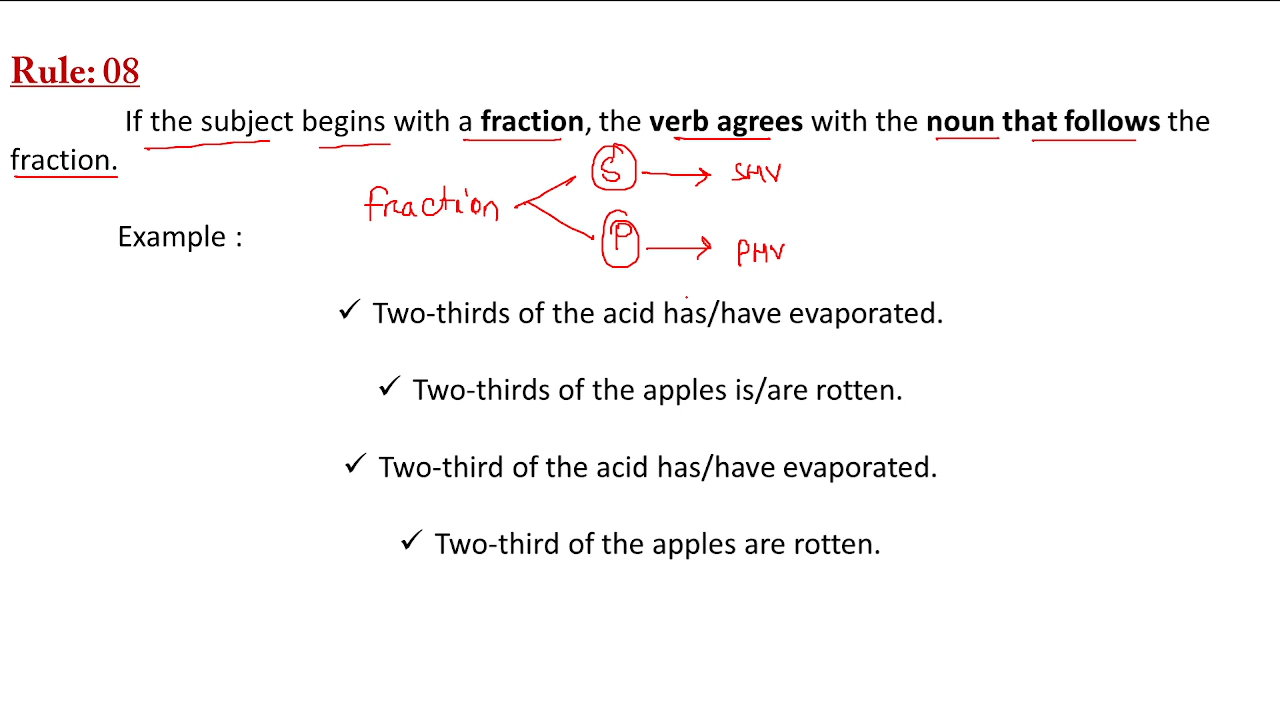 Rule: 08
If the subject begins with a fraction, the verb agrees with the noun that follows the
fraction.
fraction
S
SHV
P
PHV
Example :
✓ Two-thirds of the acid has/have evaporated.
✓ Two-thirds of the apples is/are rotten.
✓ Two-third of the acid has/have evaporated.
✓ Two-third of the apples are rotten.